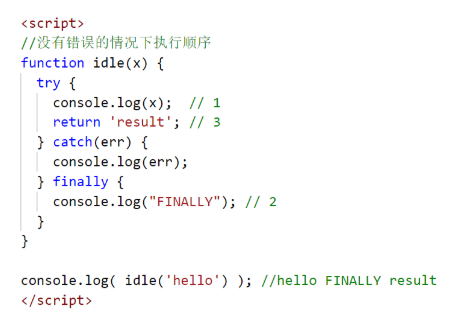 <script>
//没有错误的情况下执行顺序
function idle(x) {
  try {
    console.log(x);  // 1
    return 'result'; // 3
  } catch(err) {
    console.log(err);
  } finally {
    console.log("FINALLY"); // 2
  }
}

console.log( idle('hello') ); //hello FINALLY result
</script>